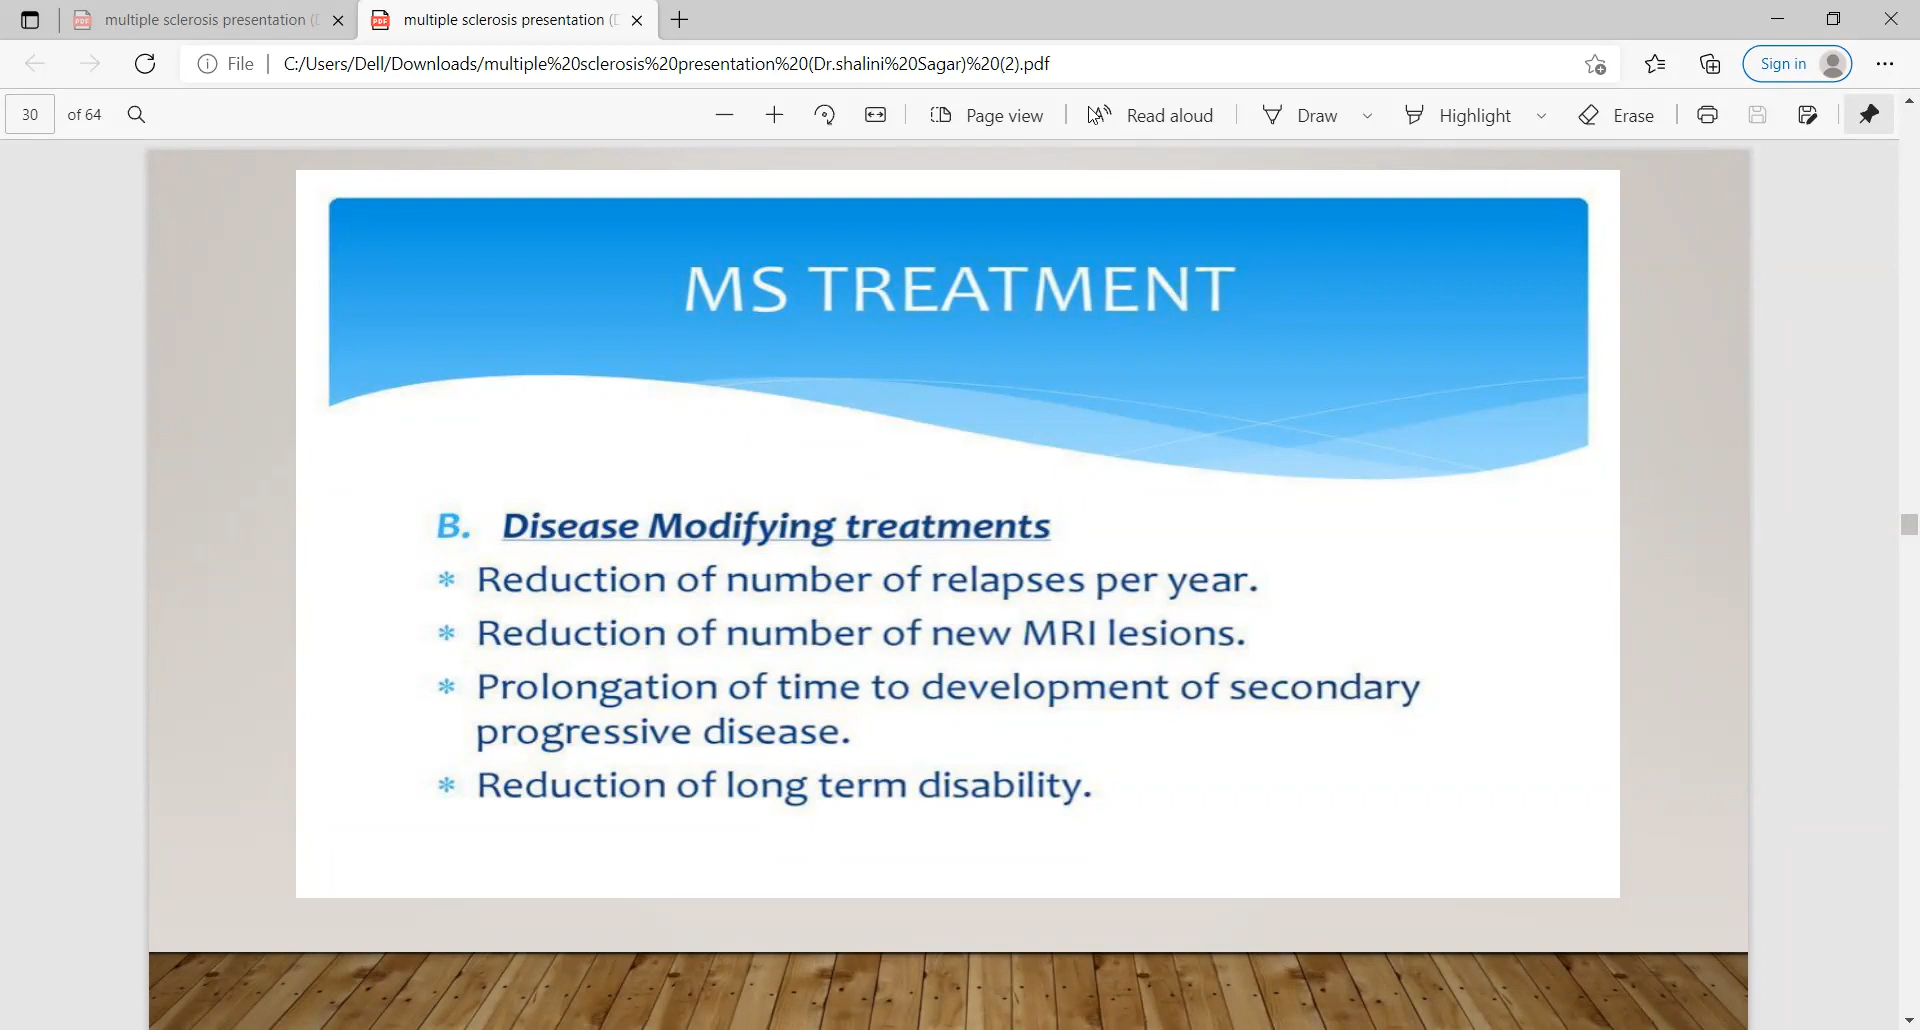 multiple sclerosis presentation (
multiple sclerosis presentation (
File
C:/Users/Dell/Downloads/multiple%20sclerosis%20presentation%20(Dr.shalini%20Sagar)%20(2).pdf
Sign in
30 of 64
Page view
Read aloud
Draw
Highlight
Erase
MS TREATMENT
B. Disease Modifying treatments
* Reduction of number of relapses per year.
* Reduction of number of new MRI lesions.
* Prolongation of time to development of secondary
progressive disease.
* Reduction of long term disability.